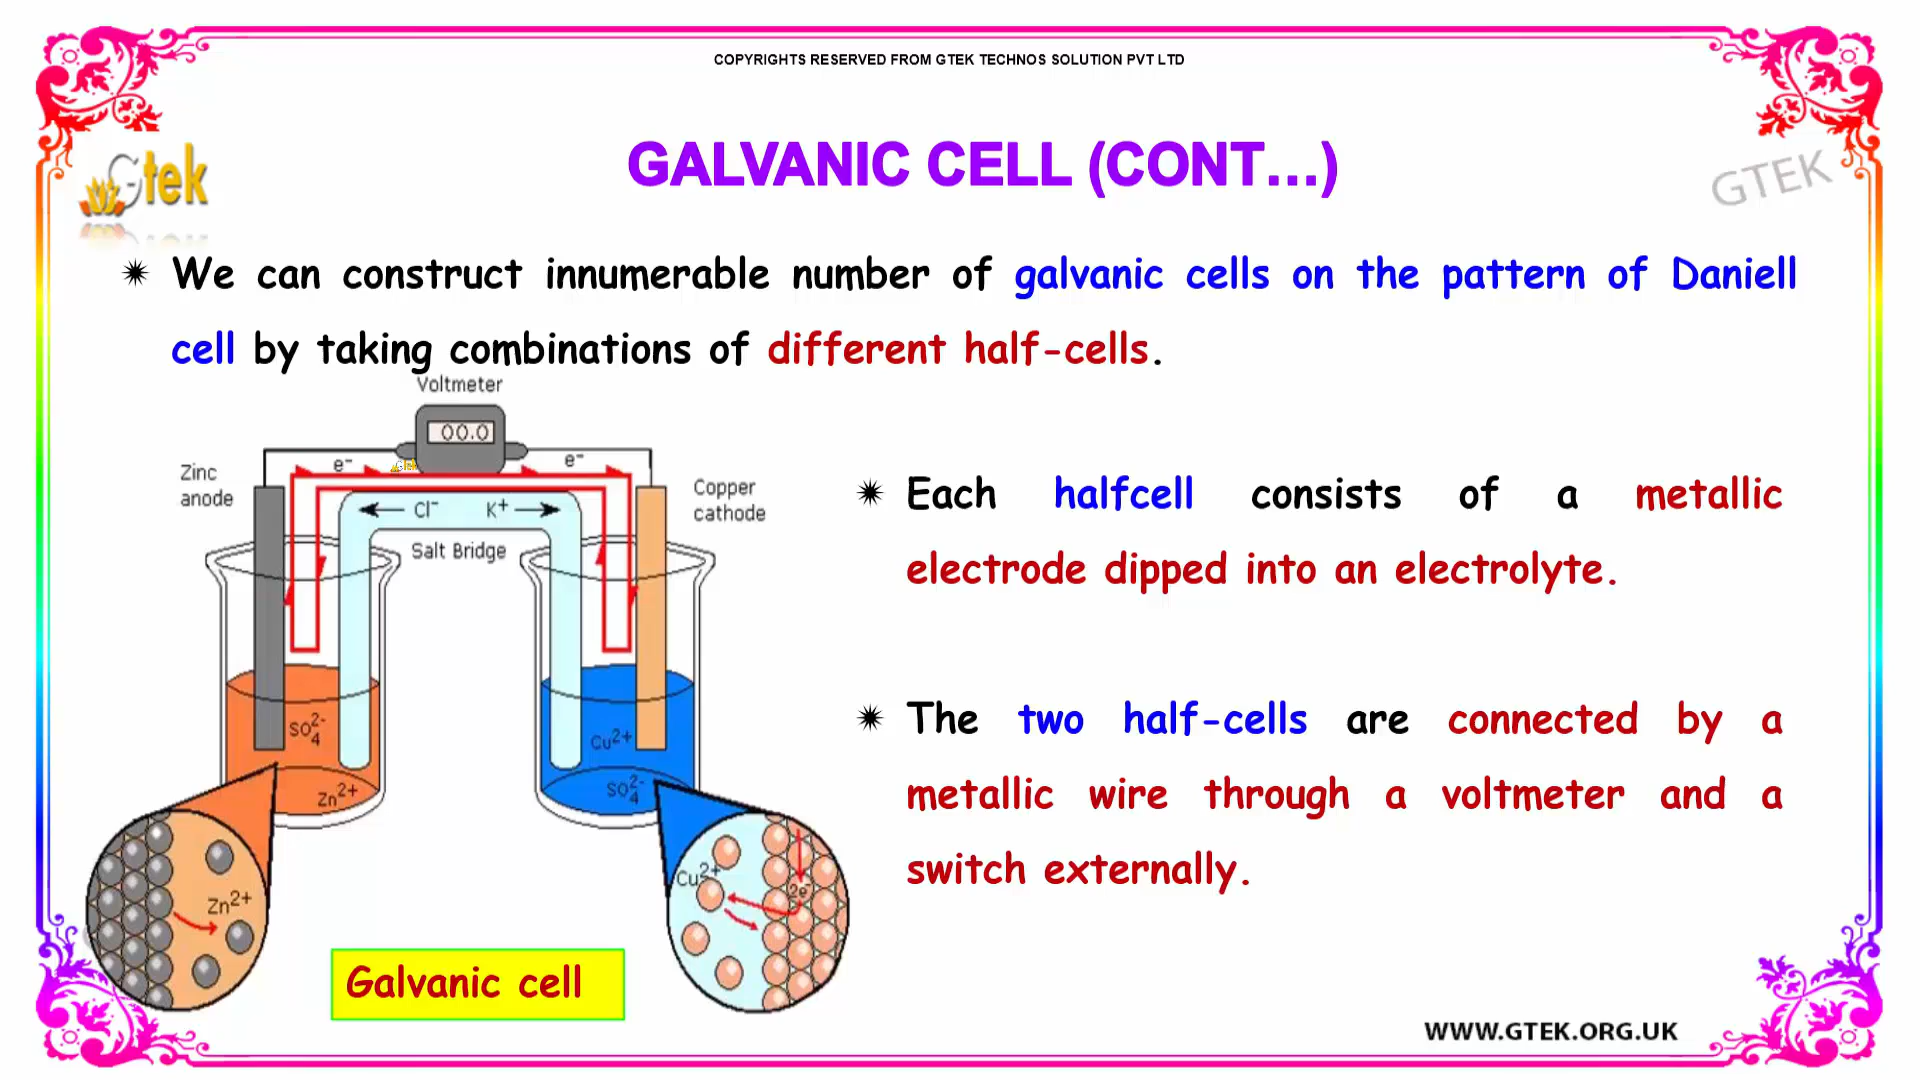 COPYRIGHTS RESERVED FROM GTEK TECHNOS SOLUTION PVT LTD
Gtek
GALVANIC CELL (CONT...)
GTEK
We can construct innumerable number of galvanic cells on the pattern of Daniell
cell by taking combinations of different half-cells.
Voltmeter
00.0
e⁻ e⁻
Zinc
anode
Copper
cathode
Cl⁻ K⁺
Salt Bridge
SO₄²⁻
Zn²⁺
Cu²⁺
SO₄²⁻
Zn²⁺
Cu²⁺
2e⁻
Galvanic cell
Each halfcell consists of a metallic
electrode dipped into an electrolyte.
The two half-cells are connected by a
metallic wire through a voltmeter and a
switch externally.
WWW.GTEK.ORG.UK